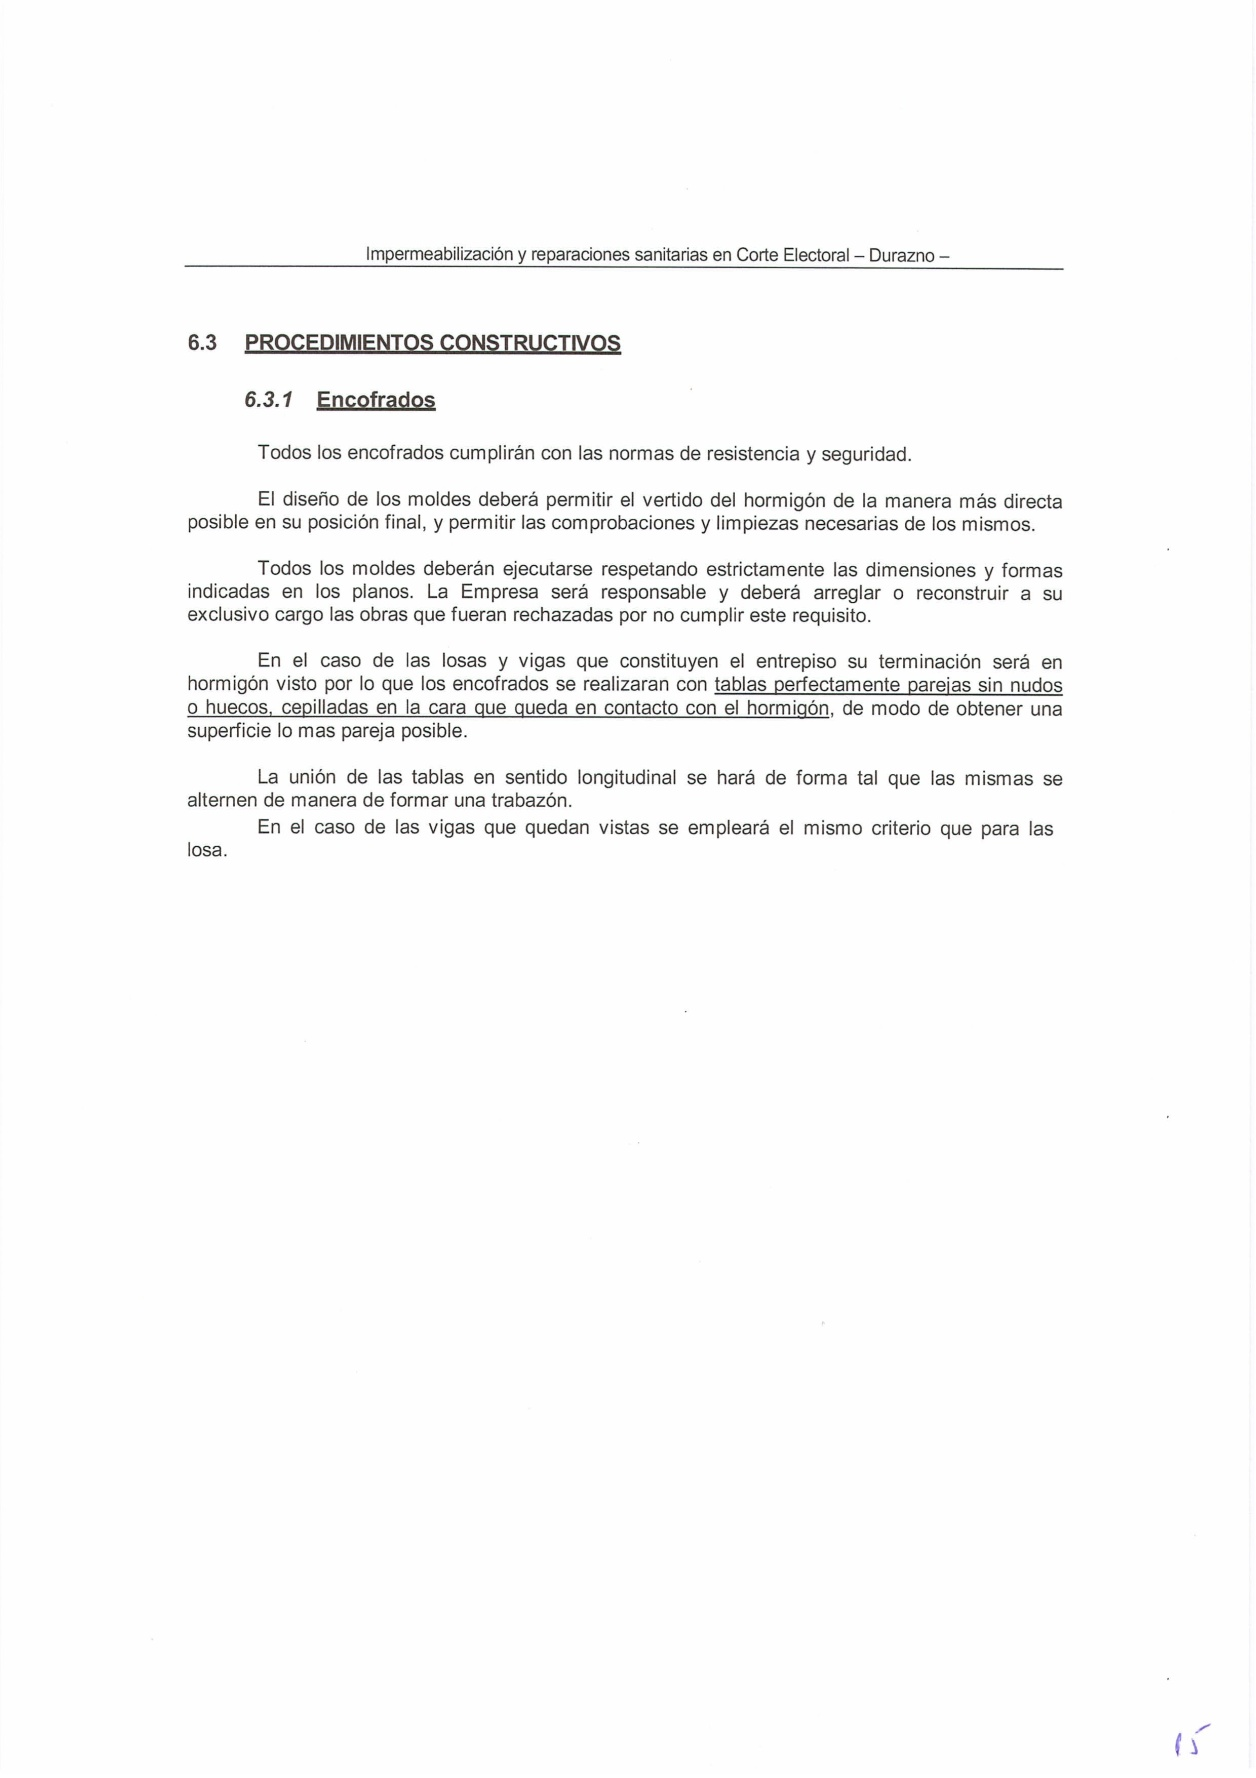 Impermeabilización y reparaciones sanitarias en Corte Electoral – Durazno –
6.3 PROCEDIMIENTOS CONSTRUCTIVOS
6.3.1 Encofrados
Todos los encofrados cumplirán con las normas de resistencia y seguridad.
El diseño de los moldes deberá permitir el vertido del hormigón de la manera más directa
posible en su posición final, y permitir las comprobaciones y limpiezas necesarias de los mismos.
Todos los moldes deberán ejecutarse respetando estrictamente las dimensiones y formas
indicadas en los planos. La Empresa será responsable y deberá arreglar o reconstruir a su
exclusivo cargo las obras que fueran rechazadas por no cumplir este requisito.
En el caso de las losas y vigas que constituyen el entrepiso su terminación será en
hormigón visto por lo que los encofrados se realizaran con tablas perfectamente parejas sin nudos
o huecos, cepilladas en la cara que queda en contacto con el hormigón, de modo de obtener una
superficie lo mas pareja posible.
La unión de las tablas en sentido longitudinal se hará de forma tal que las mismas se
alternen de manera de formar una trabazón.
En el caso de las vigas que quedan vistas se empleará el mismo criterio que para las
losa.
15